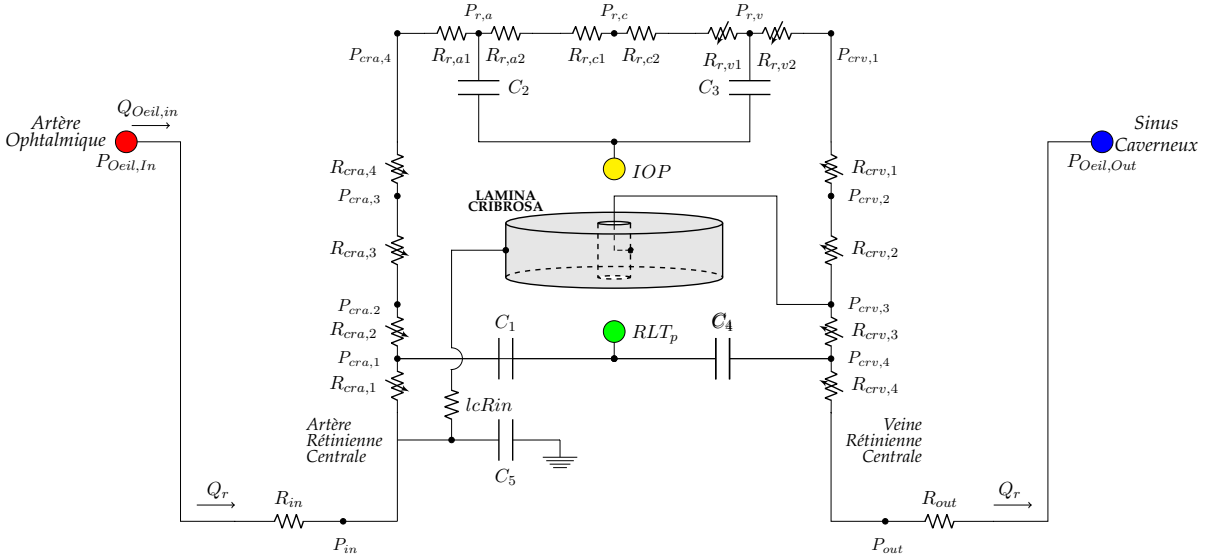 P_{r,a}
P_{r,c}
P_{r,v}
P_{cra,4}
R_{r,a1}
R_{r,a2}
R_{r,c1}
R_{r,c2}
R_{r,v1}
R_{r,v2}
P_{crv,1}
C_2
C_3
Q_{Oeil,in}
Artère
Ophtalmique
P_{Oeil,In}
Sinus
Caverneux
P_{Oeil,Out}
R_{cra,4}
IOP
R_{crv,1}
P_{cra,3}
LAMINA
CRIBROSA
P_{crv,2}
R_{cra,3}
R_{crv,2}
P_{cra.2}
P_{crv,3}
R_{cra,2}
C_1
RLT_p
C_4
R_{crv,3}
P_{cra,1}
P_{crv,4}
R_{cra,1}
R_{crv,4}
lcRin
Artère
Rétinienne
Centrale
Veine
Rétinienne
Centrale
C_5
Q_r
R_{in}
R_{out}
Q_r
P_{in}
P_{out}